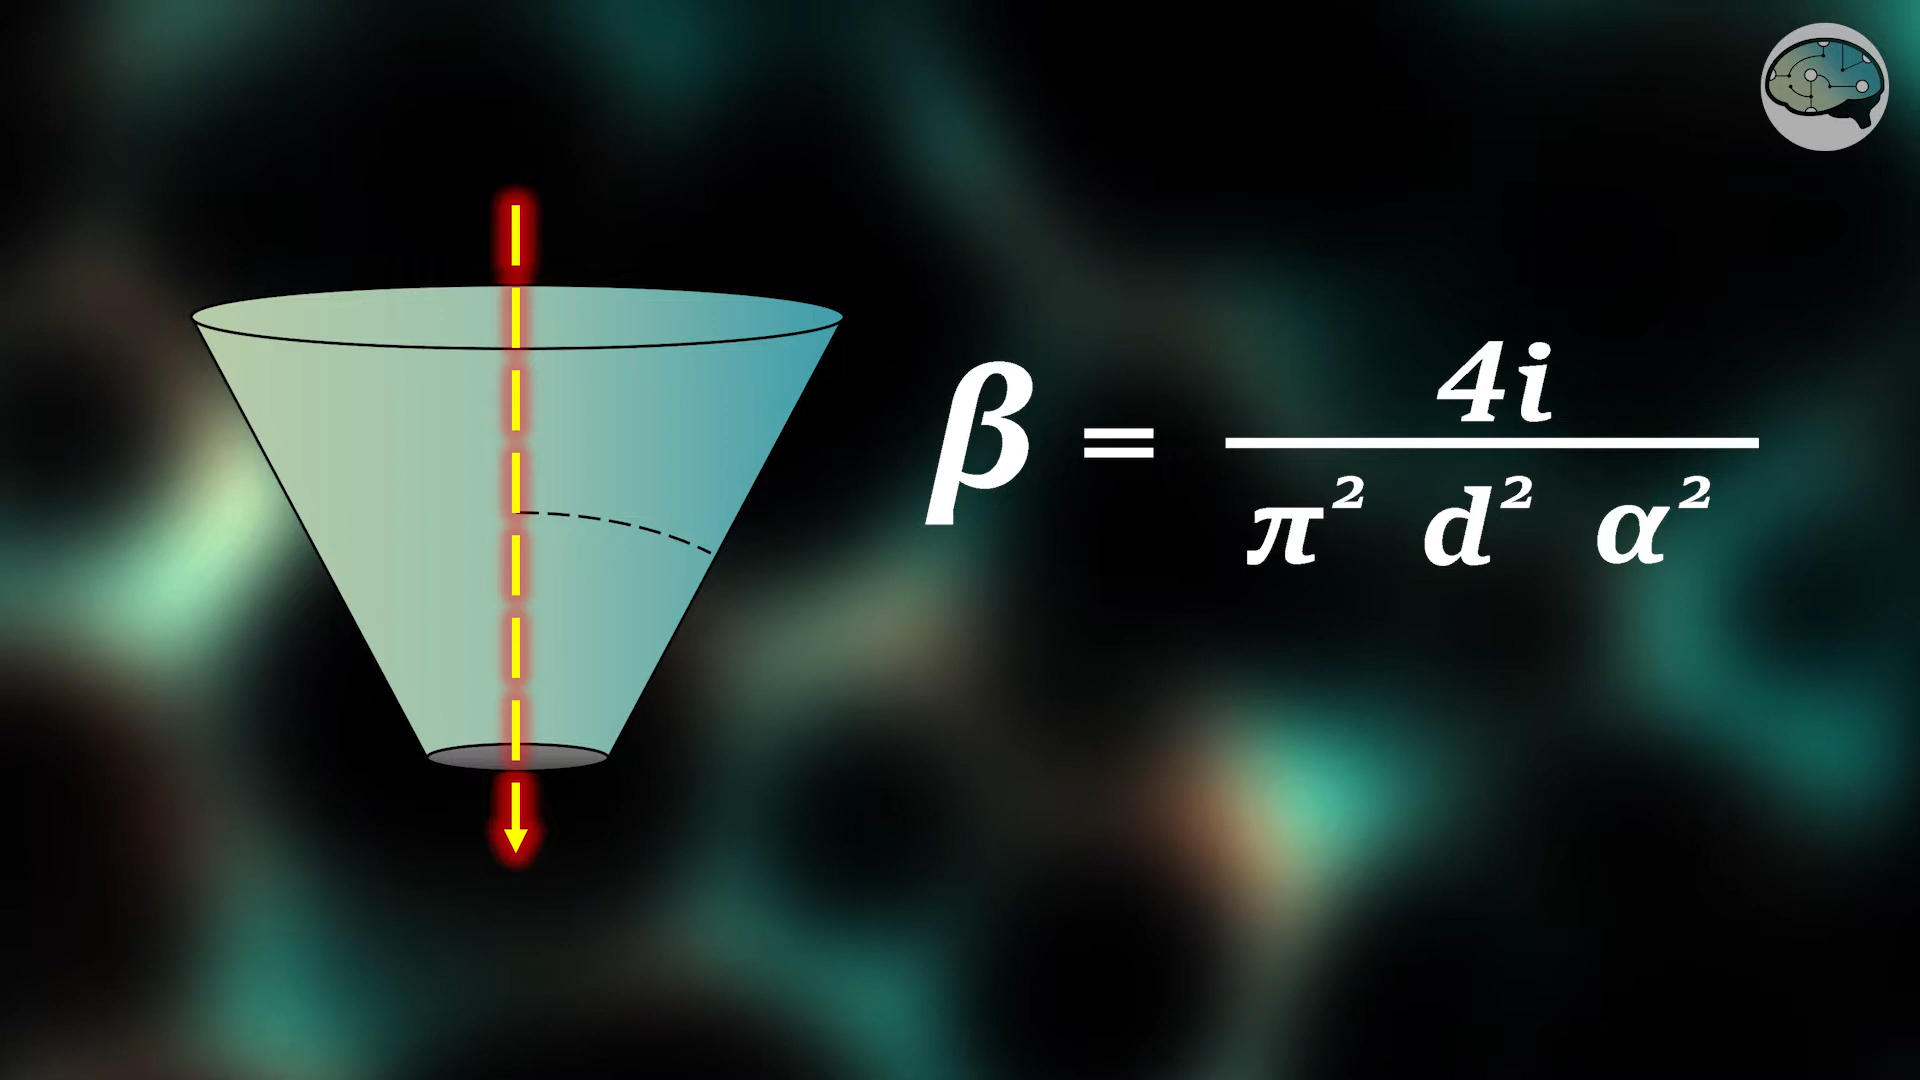 β = 4i / π² d² α²